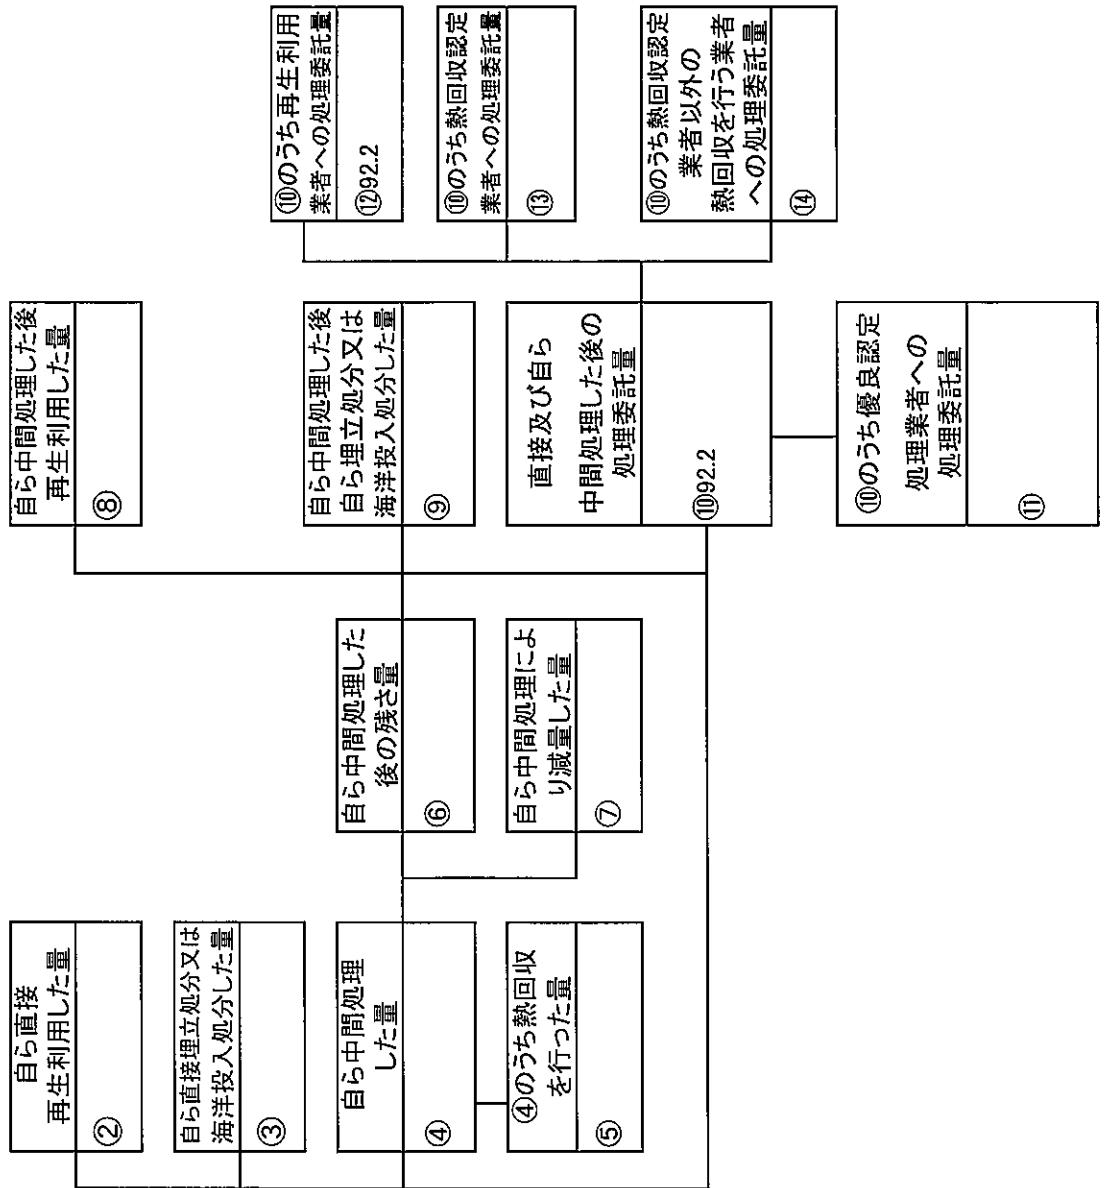 自ら直接
再生利用した量
②
自ら直接埋立処分又は
海洋投入処分した量
③
自ら中間処理
した量
④
④のうち熱回収
を行った量
⑤
自ら中間処理した
後の残さ量
⑥
自ら中間処理によ
り減量した量
⑦
自ら中間処理した後
再生利用した量
⑧
自ら中間処理した後
自ら埋立処分又は
海洋投入処分した量
⑨
直接及び自ら
中間処理した後の
処理委託量
⑩92.2
⑩のうち優良認定
処理業者への
処理委託量
⑪
⑩のうち再生利用
業者への処理委託量
⑫92.2
⑩のうち熱回収認定
業者への処理委託量
⑬
⑩のうち熱回収認定
業者以外の
熱回収を行う業者
への処理委託量
⑭